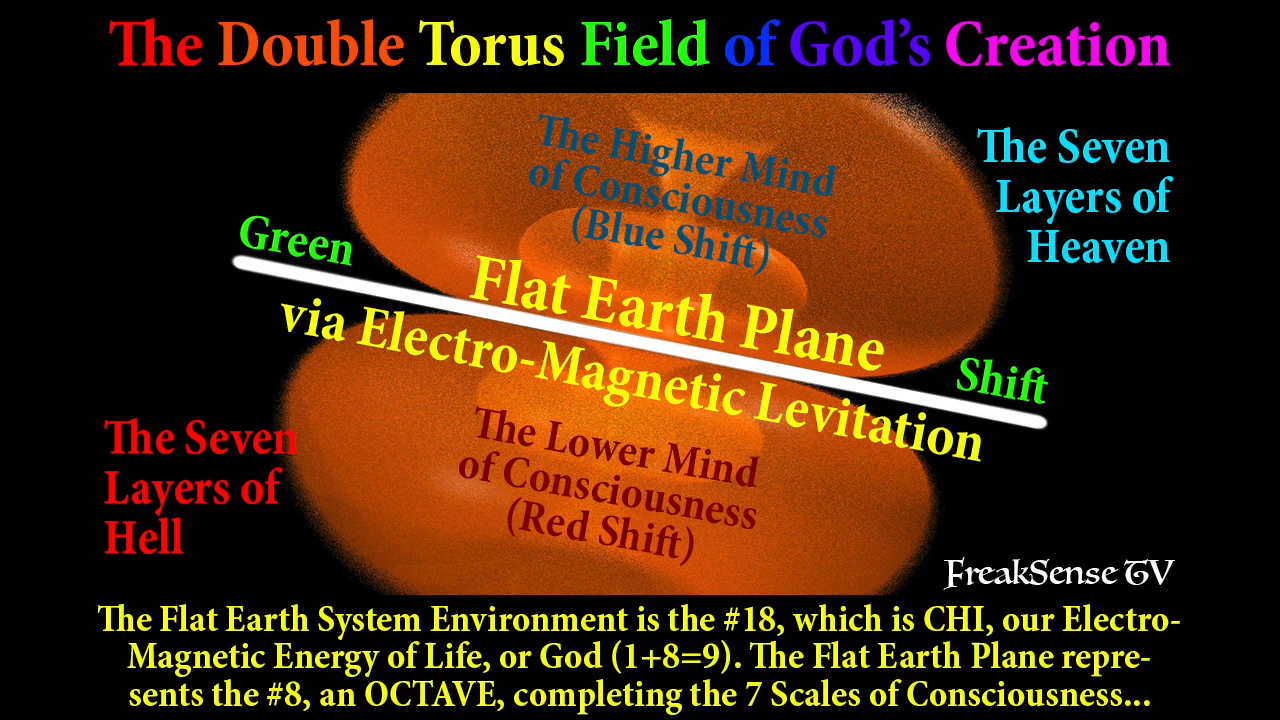 The Double Torus Field of God's Creation
The Higher Mind
of Consciousness
(Blue Shift)
The Seven
Layers of
Heaven
Green
Flat Earth Plane
via Electro-Magnetic Levitation
Shift
The Seven
Layers of
Hell
The Lower Mind
of Consciousness
(Red Shift)
FreakSense TV
The Flat Earth System Environment is the #18, which is CHI, our Electro-
Magnetic Energy of Life, or God (1+8=9). The Flat Earth Plane repre-
sents the #8, an OCTAVE, completing the 7 Scales of Consciousness...